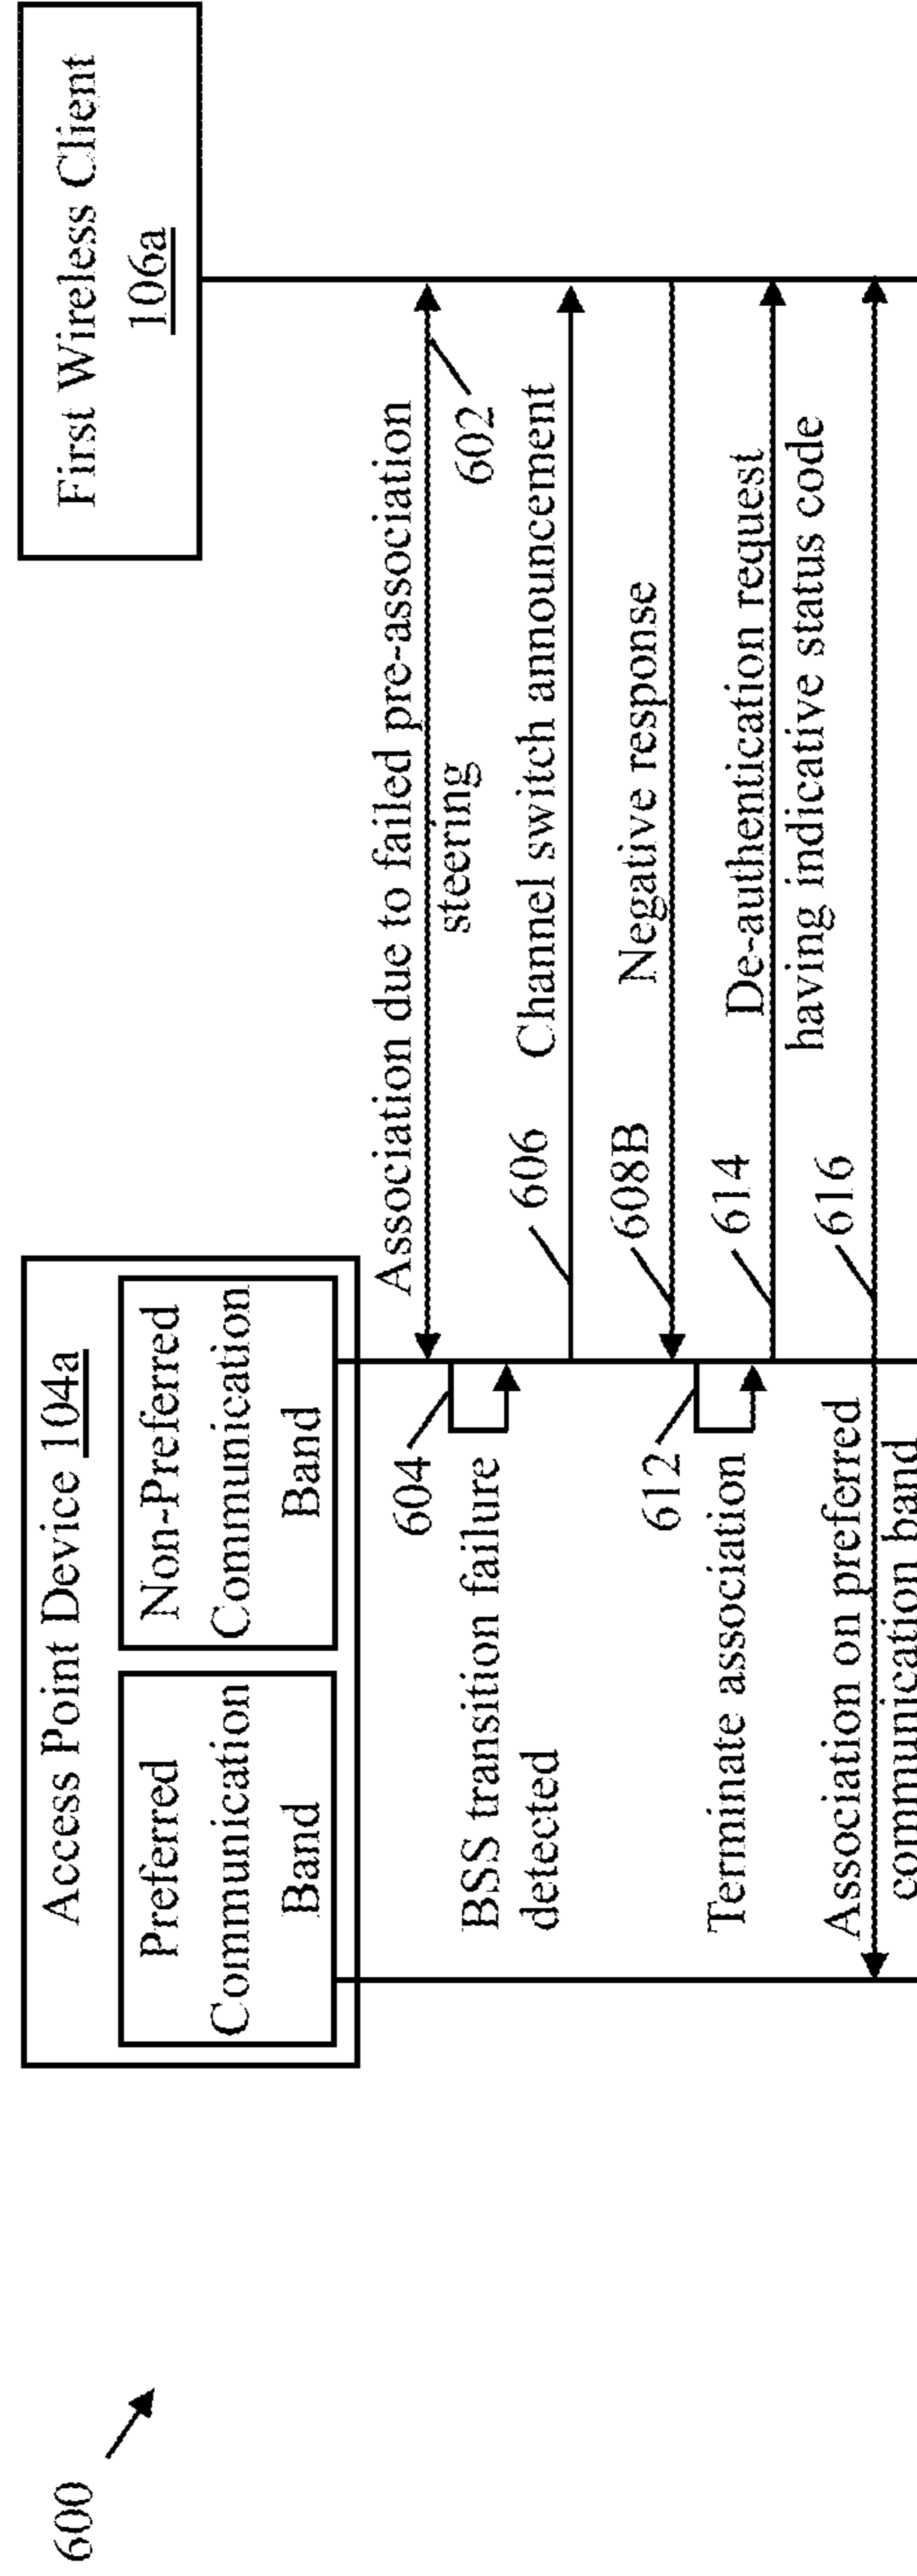 600
Access Point Device 104a
Preferred
Communication
Band
Non-Preferred
Communication
Band
First Wireless Client
106a
Association due to failed pre-association
steering
602
604
BSS transition failure
detected
606
Channel switch announcement
608B
Negative response
612
Terminate association
614
De-authentication request
having indicative status code
616
Association on preferred
communication band